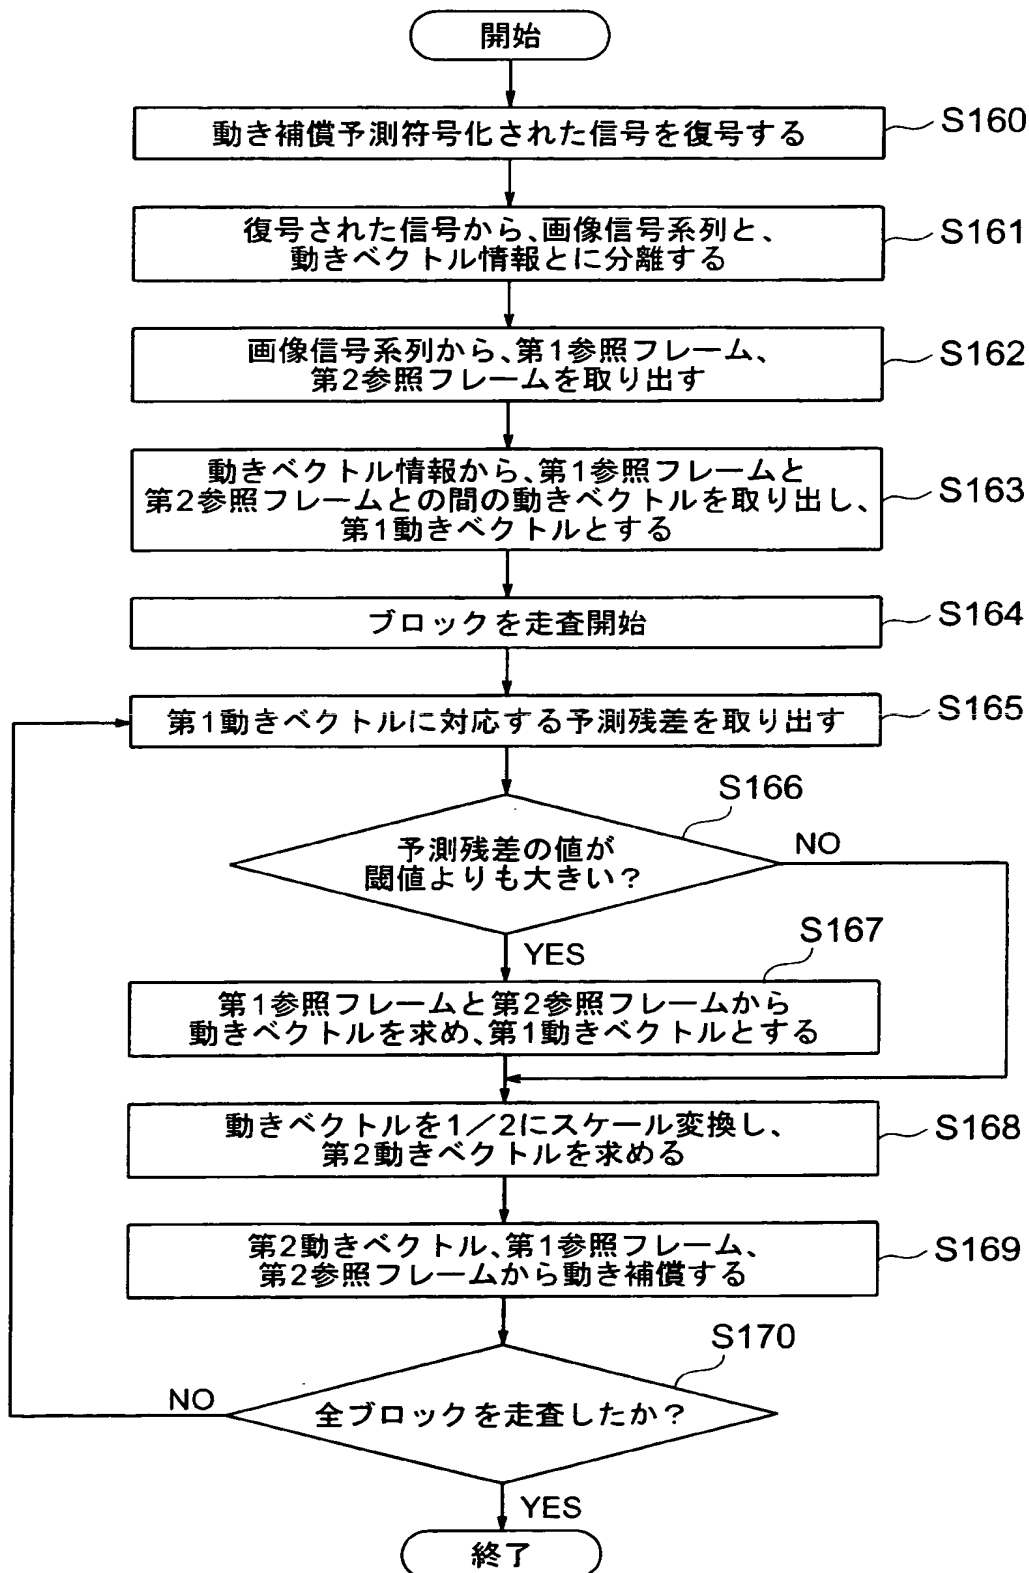 開始
動き補償予測符号化された信号を復号する
S160
復号された信号から、画像信号系列と、
動きベクトル情報とに分離する
S161
画像信号系列から、第1参照フレーム、
第2参照フレームを取り出す
S162
動きベクトル情報から、第1参照フレームと
第2参照フレームとの間の動きベクトルを取り出し、
第1動きベクトルとする
S163
ブロックを走査開始
S164
第1動きベクトルに対応する予測残差を取り出す
S165
S166
予測残差の値が
閾値よりも大きい?
NO
YES
S167
第1参照フレームと第2参照フレームから
動きベクトルを求め、第1動きベクトルとする
動きベクトルを1/2にスケール変換し、
第2動きベクトルを求める
S168
第2動きベクトル、第1参照フレーム、
第2参照フレームから動き補償する
S169
S170
NO
全ブロックを走査したか?
YES
終了